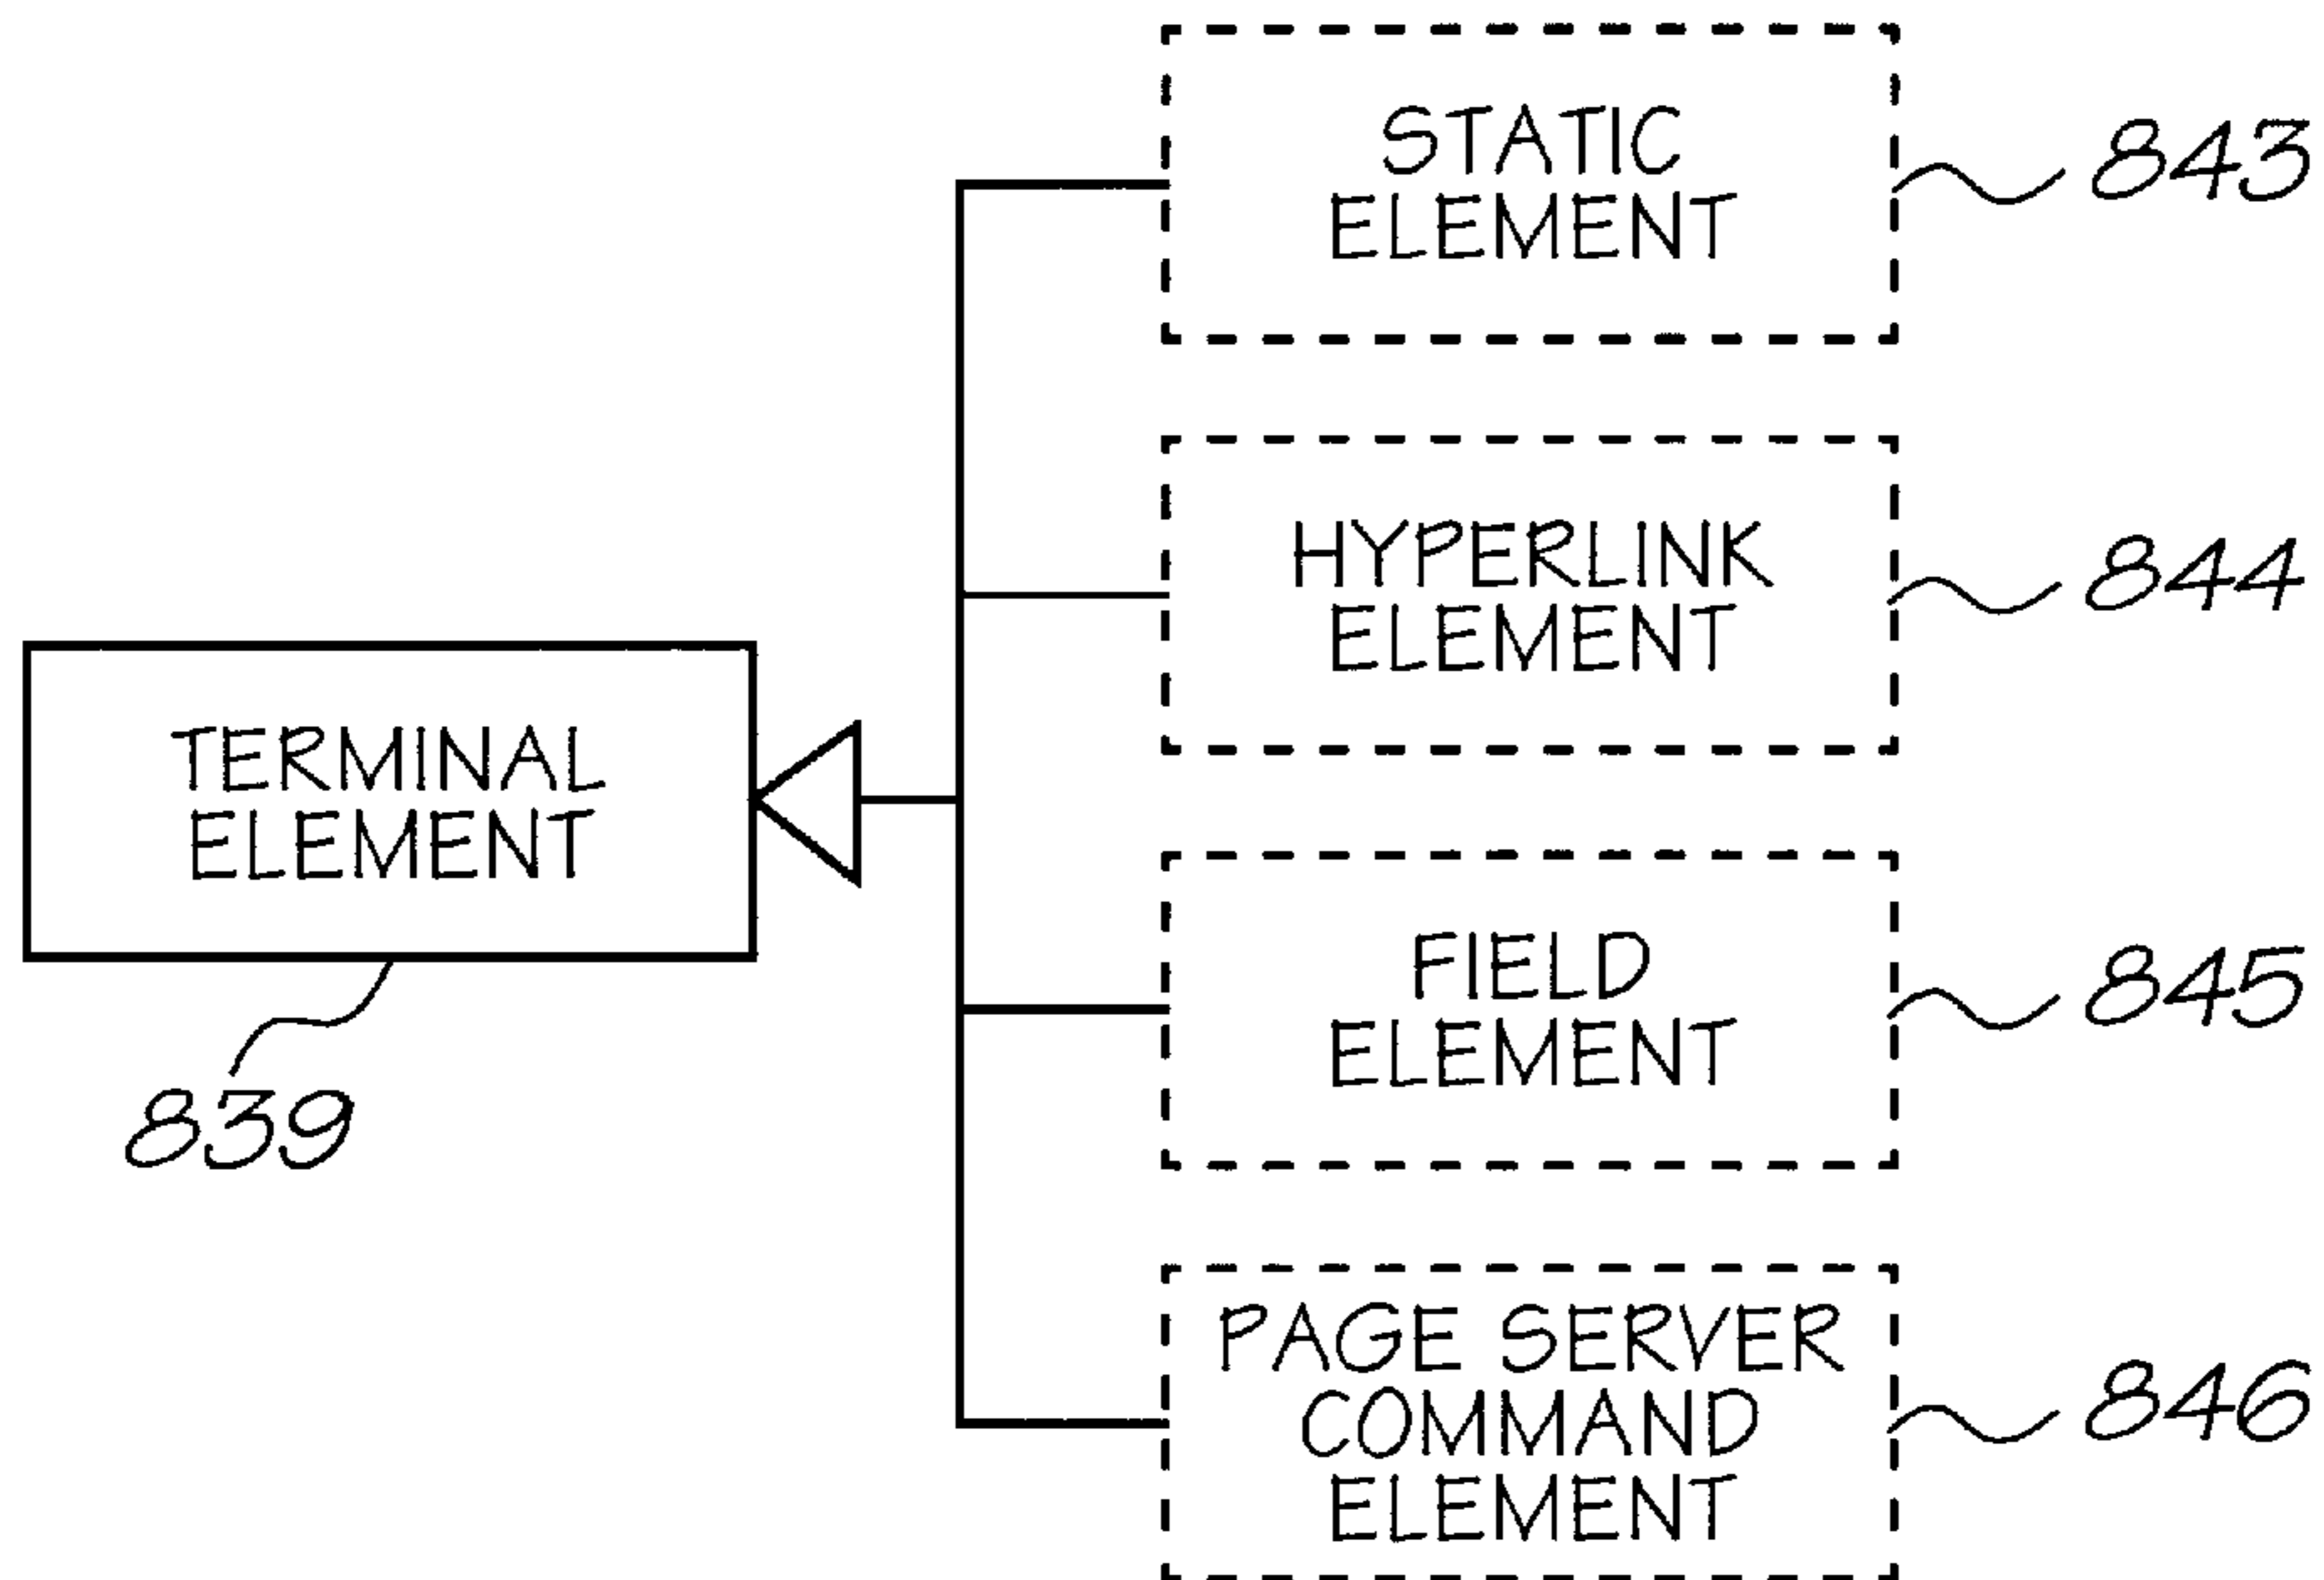 STATIC
ELEMENT
843
HYPERLINK
ELEMENT
844
TERMINAL
ELEMENT
839
FIELD
ELEMENT
845
PAGE SERVER
COMMAND
ELEMENT
846